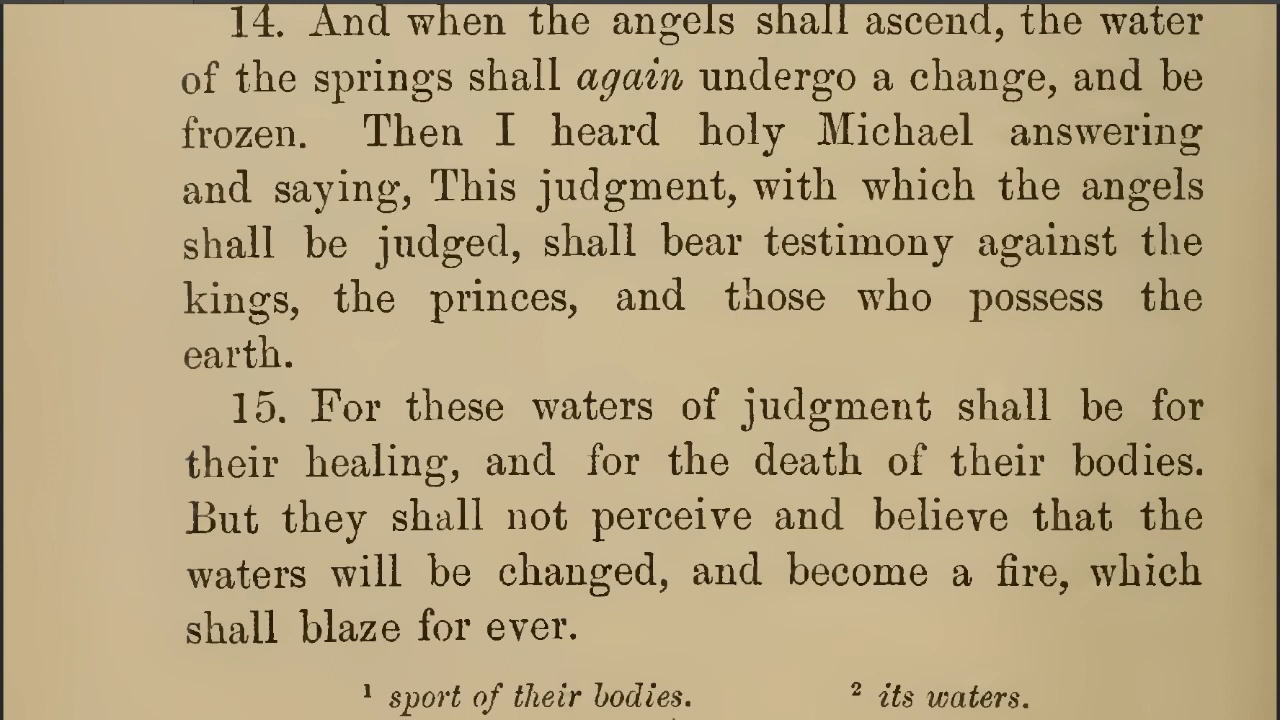 14. And when the angels shall ascend, the water
of the springs shall again undergo a change, and be
frozen. Then I heard holy Michael answering
and saying, This judgment, with which the angels
shall be judged, shall bear testimony against the
kings, the princes, and those who possess the
earth.
15. For these waters of judgment shall be for
their healing, and for the death of their bodies.
But they shall not perceive and believe that the
waters will be changed, and become a fire, which
shall blaze for ever.
¹ sport of their bodies. ² its waters.